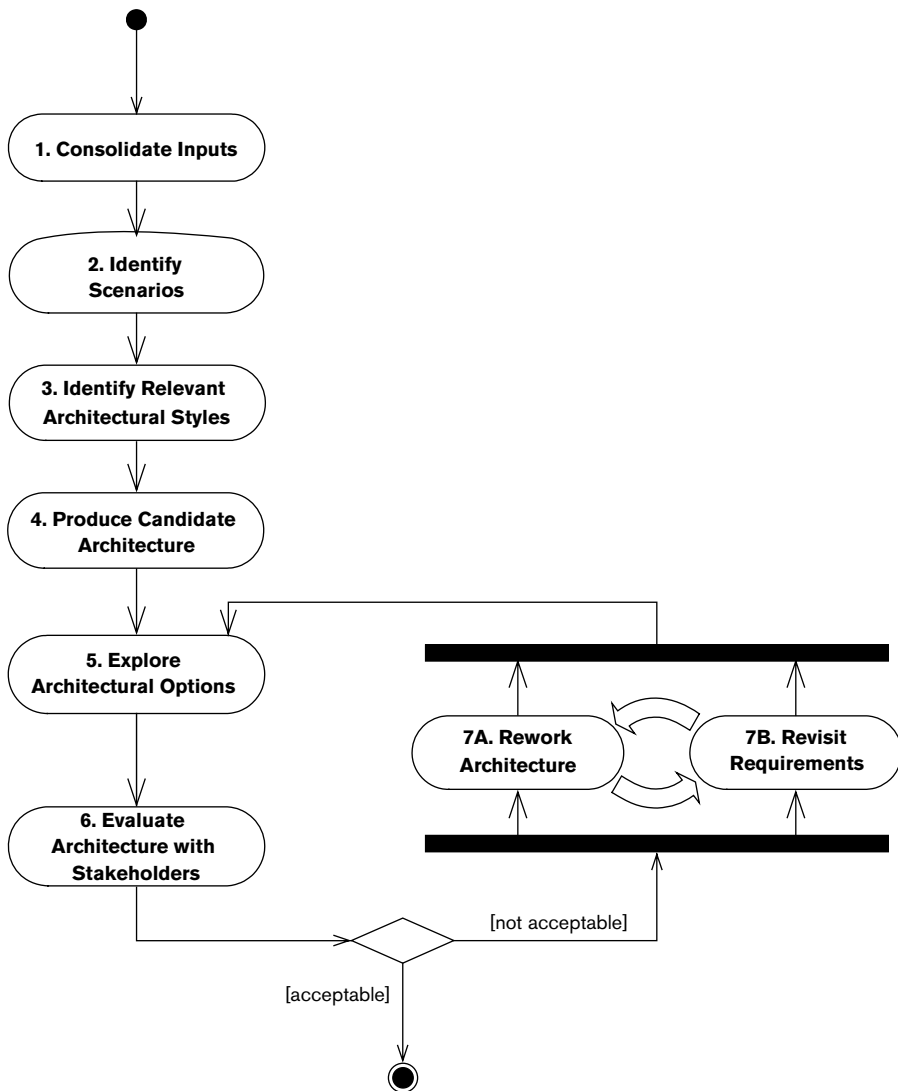 1. Consolidate Inputs
2. Identify
Scenarios
3. Identify Relevant
Architectural Styles
4. Produce Candidate
Architecture
5. Explore
Architectural Options
7A. Rework
Architecture
7B. Revisit
Requirements
6. Evaluate
Architecture with
Stakeholders
[not acceptable]
[acceptable]